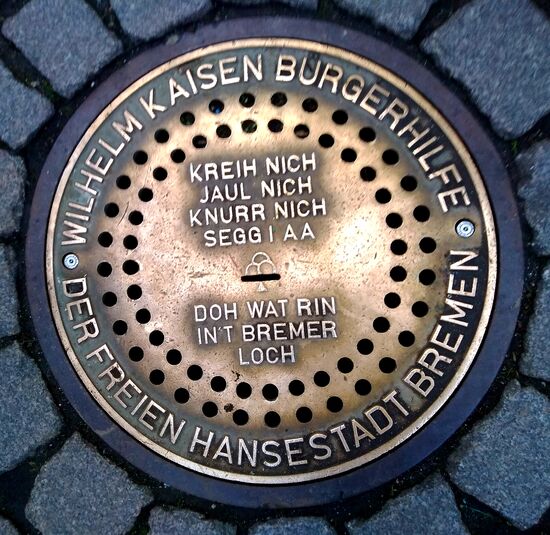 WILHELM KAISEN BÜRGERHILFE
KREIH NICH
JAUL NICH
KNURR NICH
SEGG I AA
DOH WAT RIN
IN'T BREMER
LOCH
DER FREIEN HANSESTADT BREMEN